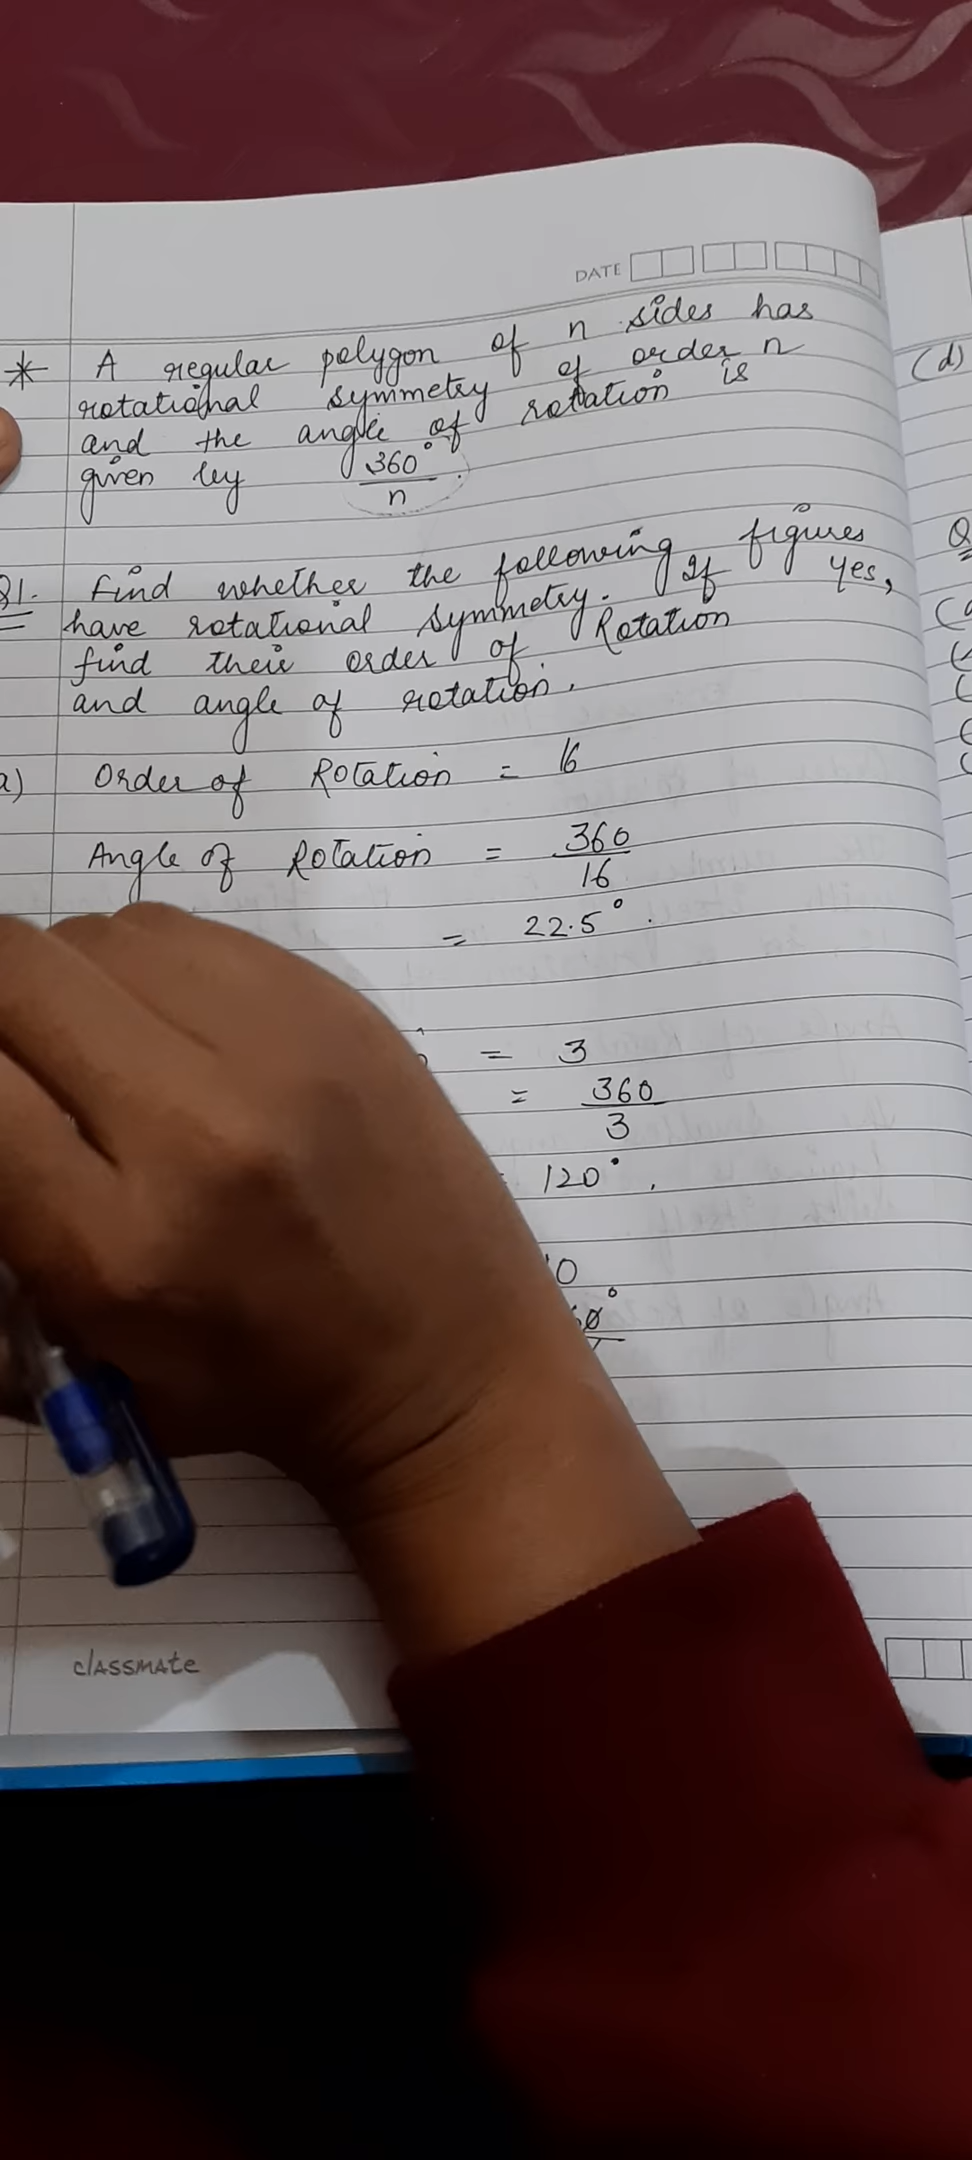 DATE
* A regular polygon of n sides has
rotational symmetry of order n
and the angle of rotation is
given by 360°/n.
Q1. Find whether the following figures
have rotational symmetry. If yes,
find their order of Rotation
and angle of rotation.
a) Order of Rotation = 16
Angle of Rotation = 360/16
= 22.5°.
= 3
= 360/3
120°.
(d)
classmate